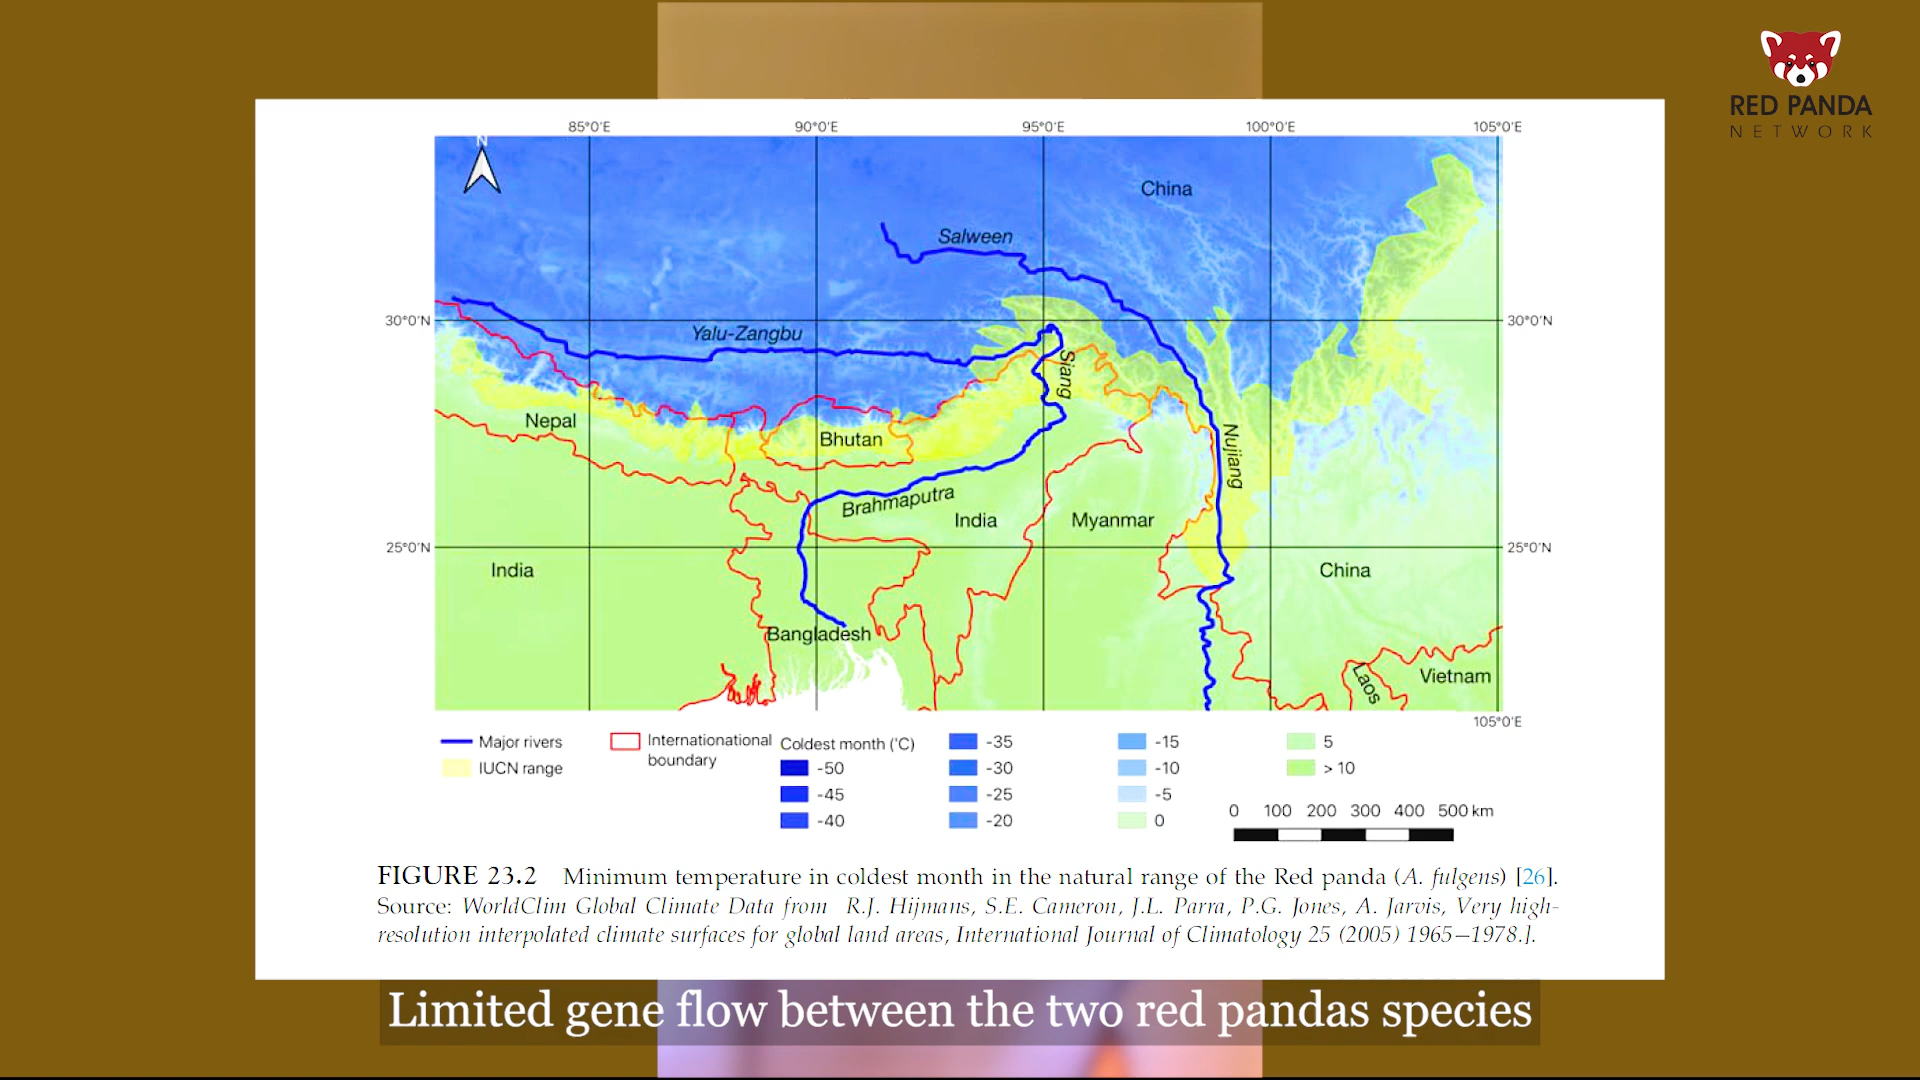 RED PANDA
NETWORK
85°0'E 90°0'E 95°0'E 100°0'E 105°0'E
N
China
Salween
30°0'N 30°0'N
Yalu-Zangbu
Siang
Nepal
Bhutan
Nujiang
Brahmaputra
India
Myanmar
25°0'N 25°0'N
India
China
Bangladesh
Laos
Vietnam
105°0'E
Major rivers
IUCN range
Internationational
boundary
Coldest month (°C)
-50
-45
-40
-35
-30
-25
-20
-15
-10
-5
0
5
> 10
0 100 200 300 400 500 km
FIGURE 23.2 Minimum temperature in coldest month in the natural range of the Red panda (A. fulgens) [26].
Source: WorldClim Global Climate Data from R.J. Hijmans, S.E. Cameron, J.L. Parra, P.G. Jones, A. Jarvis, Very high-
resolution interpolated climate surfaces for global land areas, International Journal of Climatology 25 (2005) 1965–1978.].
Limited gene flow between the two red pandas species